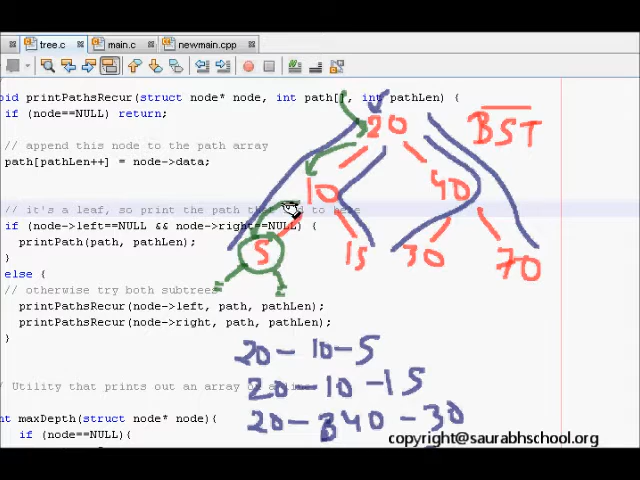 tree.c main.c newmain.cpp
oid printPathsRecur(struct node* node, int path[], int pathLen) {
if (node==NULL) return;
20 BST
// append this node to the path array
path[pathLen++] = node->data;
10 40
// it's a leaf, so print the path to here
if (node->left==NULL && node->right==NULL) {
printPath(path, pathLen);
5 15 30 70
}
else {
// otherwise try both subtrees
printPathsRecur(node->left, path, pathLen);
printPathsRecur(node->right, path, pathLen);
}
20 - 10 - 5
// Utility that prints out an array on a
20 - 10 - 15
nt maxDepth(struct node* node){
20 - 340 - 30
if (node==NULL){
copyright@saurabhschool.org